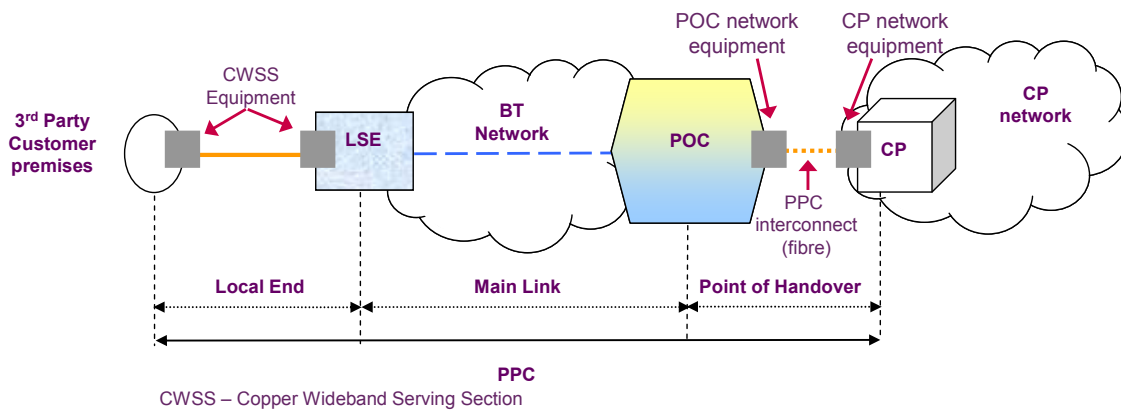 POC network
equipment
CP network
equipment
CWSS
Equipment
3rd Party
Customer
premises
LSE
BT
Network
POC
CP
CP
network
PPC
interconnect
(fibre)
Local End
Main Link
Point of Handover
PPC
CWSS – Copper Wideband Serving Section